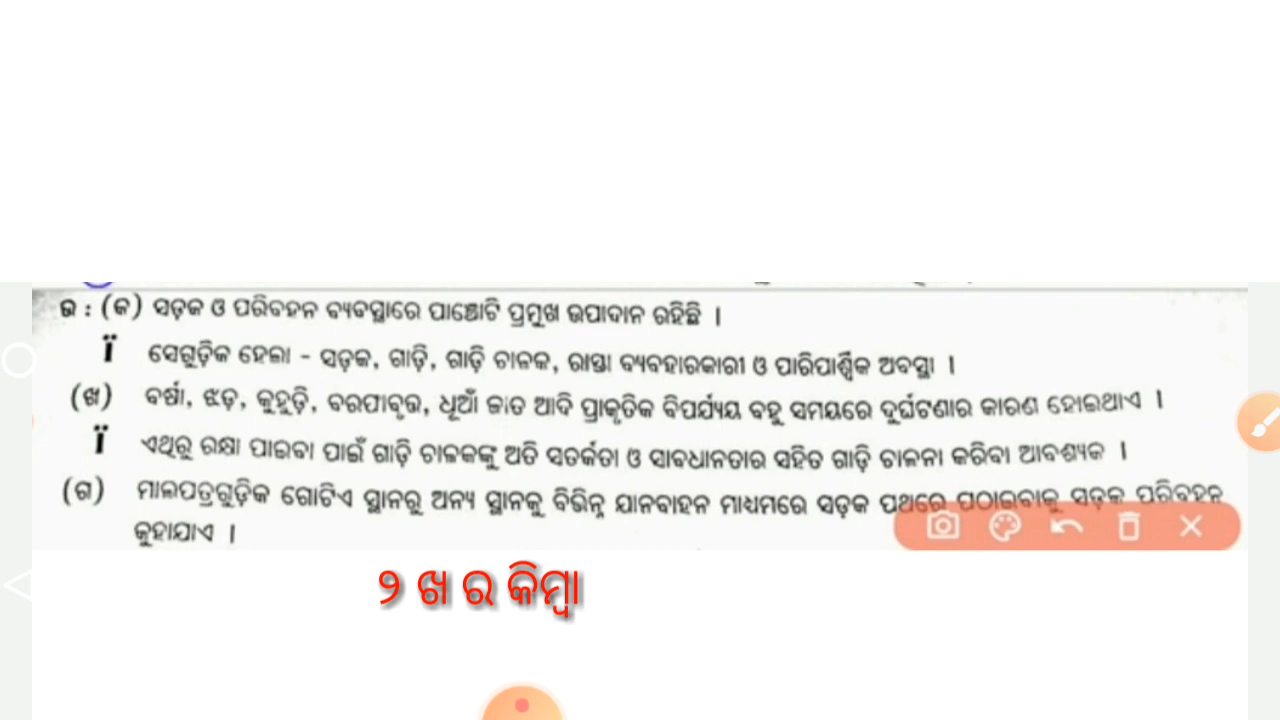 ଉ : (କ) ସଡ଼କ ଓ ପରିବହନ ବ୍ୟବସ୍ଥାରେ ପାଞ୍ଚୋଟି ପ୍ରମୁଖ ଉପାଦାନ ରହିଛି ।
ï ସେଗୁଡ଼ିକ ହେଲା - ସଡ଼କ, ଗାଡ଼ି, ଗାଡ଼ି ଚାଳକ, ରାସ୍ତା ବ୍ୟବହାରକାରୀ ଓ ପାରିପାର୍ଶ୍ୱିକ ଅବସ୍ଥା ।
(ଖ) ବର୍ଷା, ଝଡ଼, କୁହୁଡ଼ି, ବରଫାବୃତ୍ତ, ଧୂଆଁ ଜାତ ଆଦି ପ୍ରାକୃତିକ ବିପର୍ଯ୍ୟୟ ବହୁ ସମୟରେ ଦୁର୍ଘଟଣାର କାରଣ ହୋଇଥାଏ ।
ï ଏଥିରୁ ରକ୍ଷା ପାଇବା ପାଇଁ ଗାଡ଼ି ଚାଳକଙ୍କୁ ଅତି ସତର୍କତା ଓ ସାବଧାନତାର ସହିତ ଗାଡ଼ି ଚାଳନା କରିବା ଆବଶ୍ୟକ ।
(ଗ) ମାଲପତ୍ରଗୁଡ଼ିକ ଗୋଟିଏ ସ୍ଥାନରୁ ଅନ୍ୟ ସ୍ଥାନକୁ ବିଭିନ୍ନ ଯାନବାହନ ମାଧ୍ୟମରେ ସଡ଼କ ପଥରେ ପଠାଇବାକୁ ସଡ଼କ ପରିବହନ
କୁହାଯାଏ ।
୨ ଖ ର କିମ୍ବା